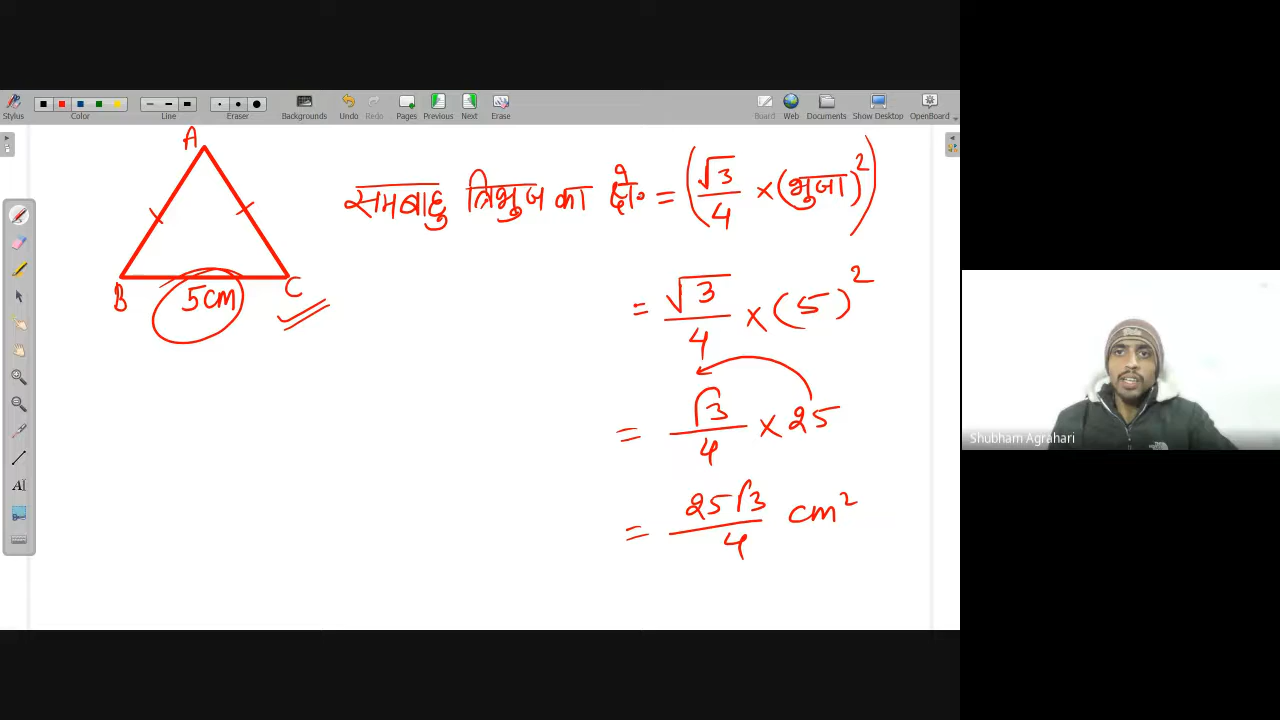 Stylus Color Line Eraser Backgrounds Undo Redo Pages Previous Next Erase Board Web Documents Show Desktop OpenBoard
A
समबाहु त्रिभुज का क्षे॰ = (√3/4 × (भुजा)²)
B 5cm C
= √3/4 × (5)²
= √3/4 × 25
Shubham Agrahari
= 25√3/4 cm²